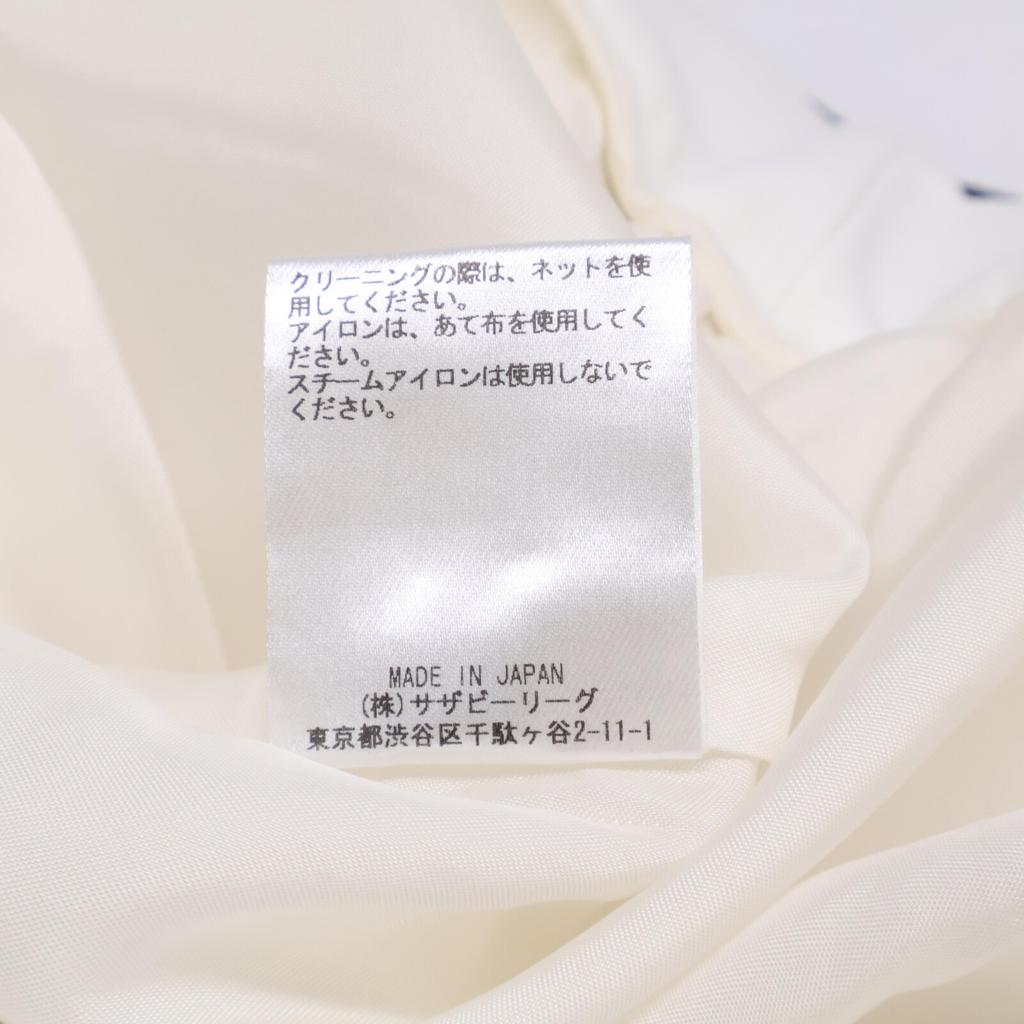 クリーニングの際は、ネットを使
用してください。
アイロンは、あて布を使用してく
ださい。
スチームアイロンは使用しないで
ください。
MADE IN JAPAN
(株)サザビーリーグ
東京都渋谷区千駄ヶ谷2-11-1